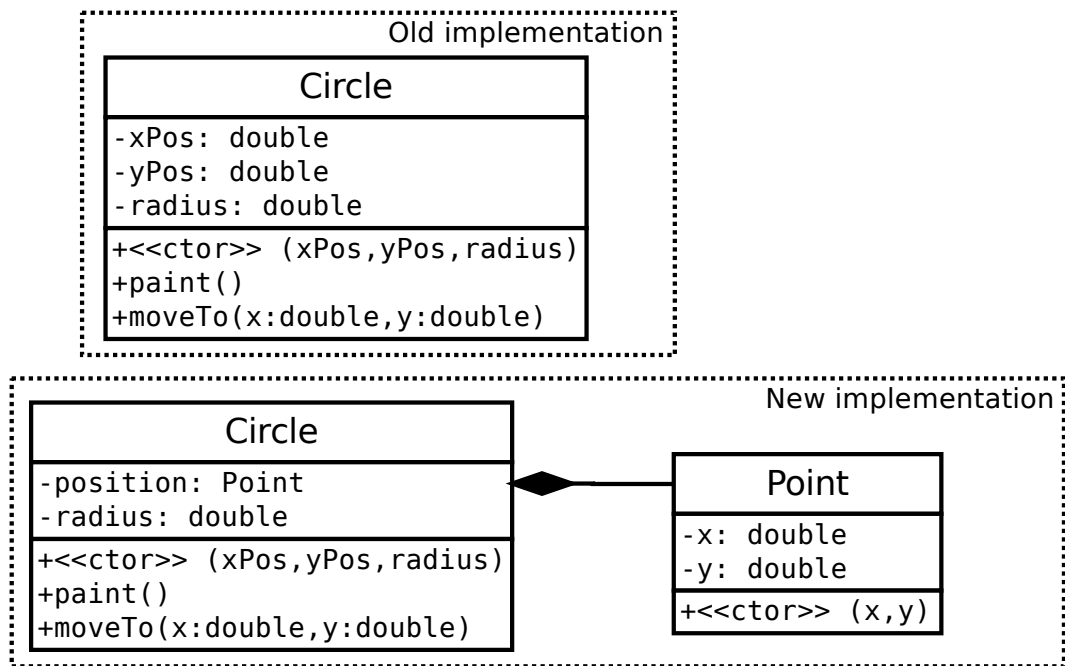 Old implementation
Circle
-xPos: double
-yPos: double
-radius: double
+<<ctor>> (xPos,yPos,radius)
+paint()
+moveTo(x:double,y:double)
New implementation
Circle
-position: Point
-radius: double
+<<ctor>> (xPos,yPos,radius)
+paint()
+moveTo(x:double,y:double)
Point
-x: double
-y: double
+<<ctor>> (x,y)